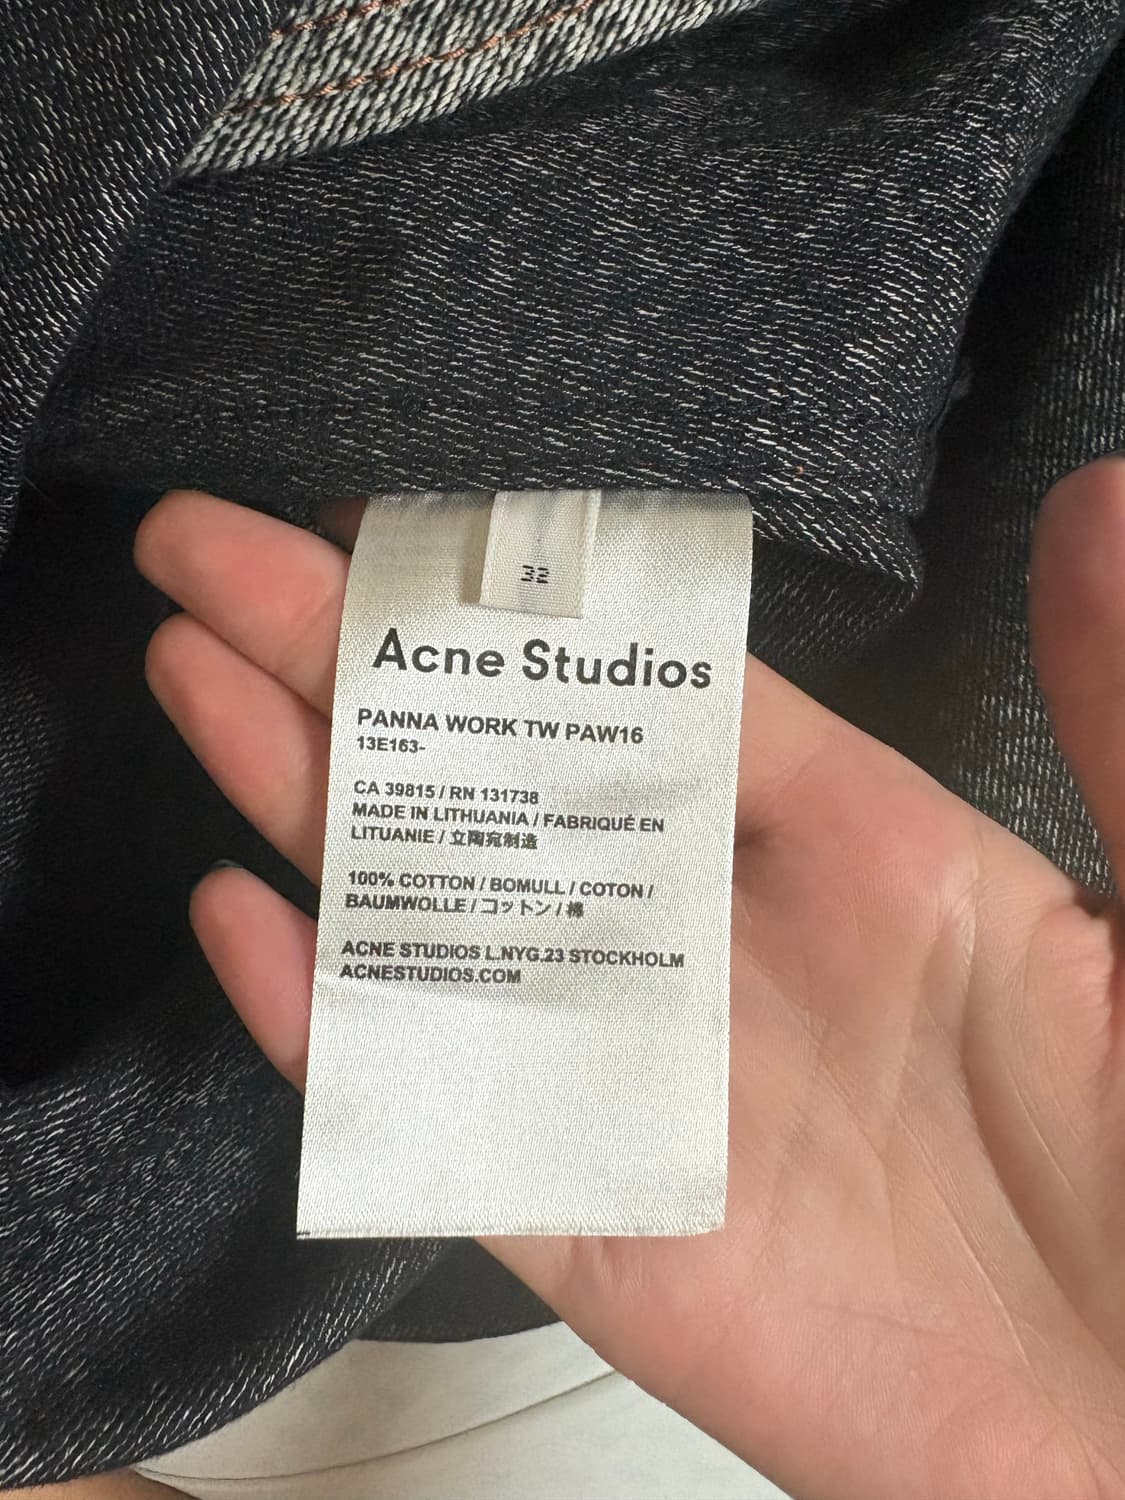 32
Acne Studios
PANNA WORK TW PAW16
13E163-
CA 39815 / RN 131738
MADE IN LITHUANIA / FABRIQUÉ EN
LITUANIE / 立陶宛制造
100% COTTON / BOMULL / COTON /
BAUMWOLLE / コットン / 棉
ACNE STUDIOS L.NYG.23 STOCKHOLM
ACNESTUDIOS.COM